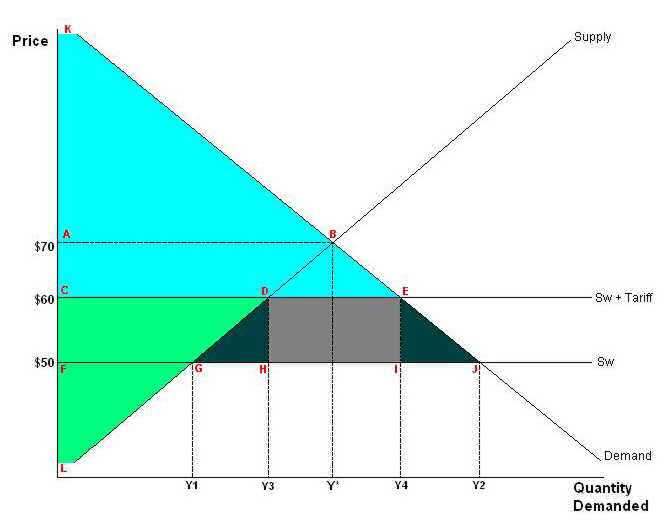 K
Price
Supply
A
B
$70
C
D
E
$60
Sw + Tariff
$50
F
G
H
I
J
Sw
L
Demand
Y1
Y3
Y*
Y4
Y2
Quantity
Demanded